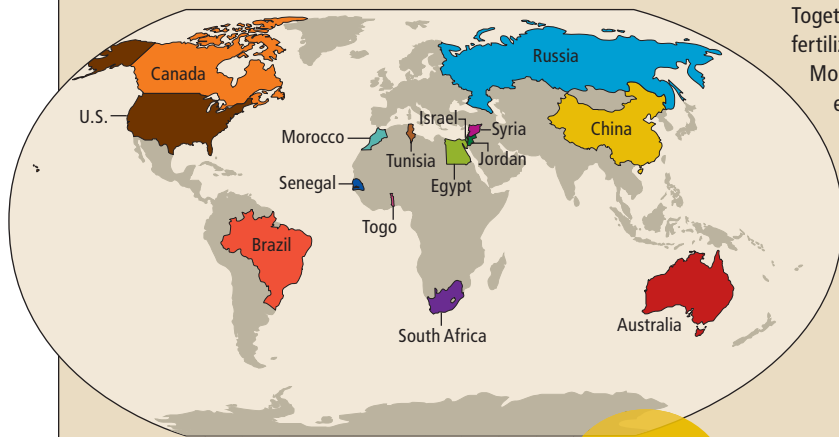 Toget
fertiliz
Mo
e
Russia
Canada
U.S.
China
Israel
Syria
Morocco
Tunisia
Jordan
Senegal
Egypt
Togo
Brazil
Australia
South Africa